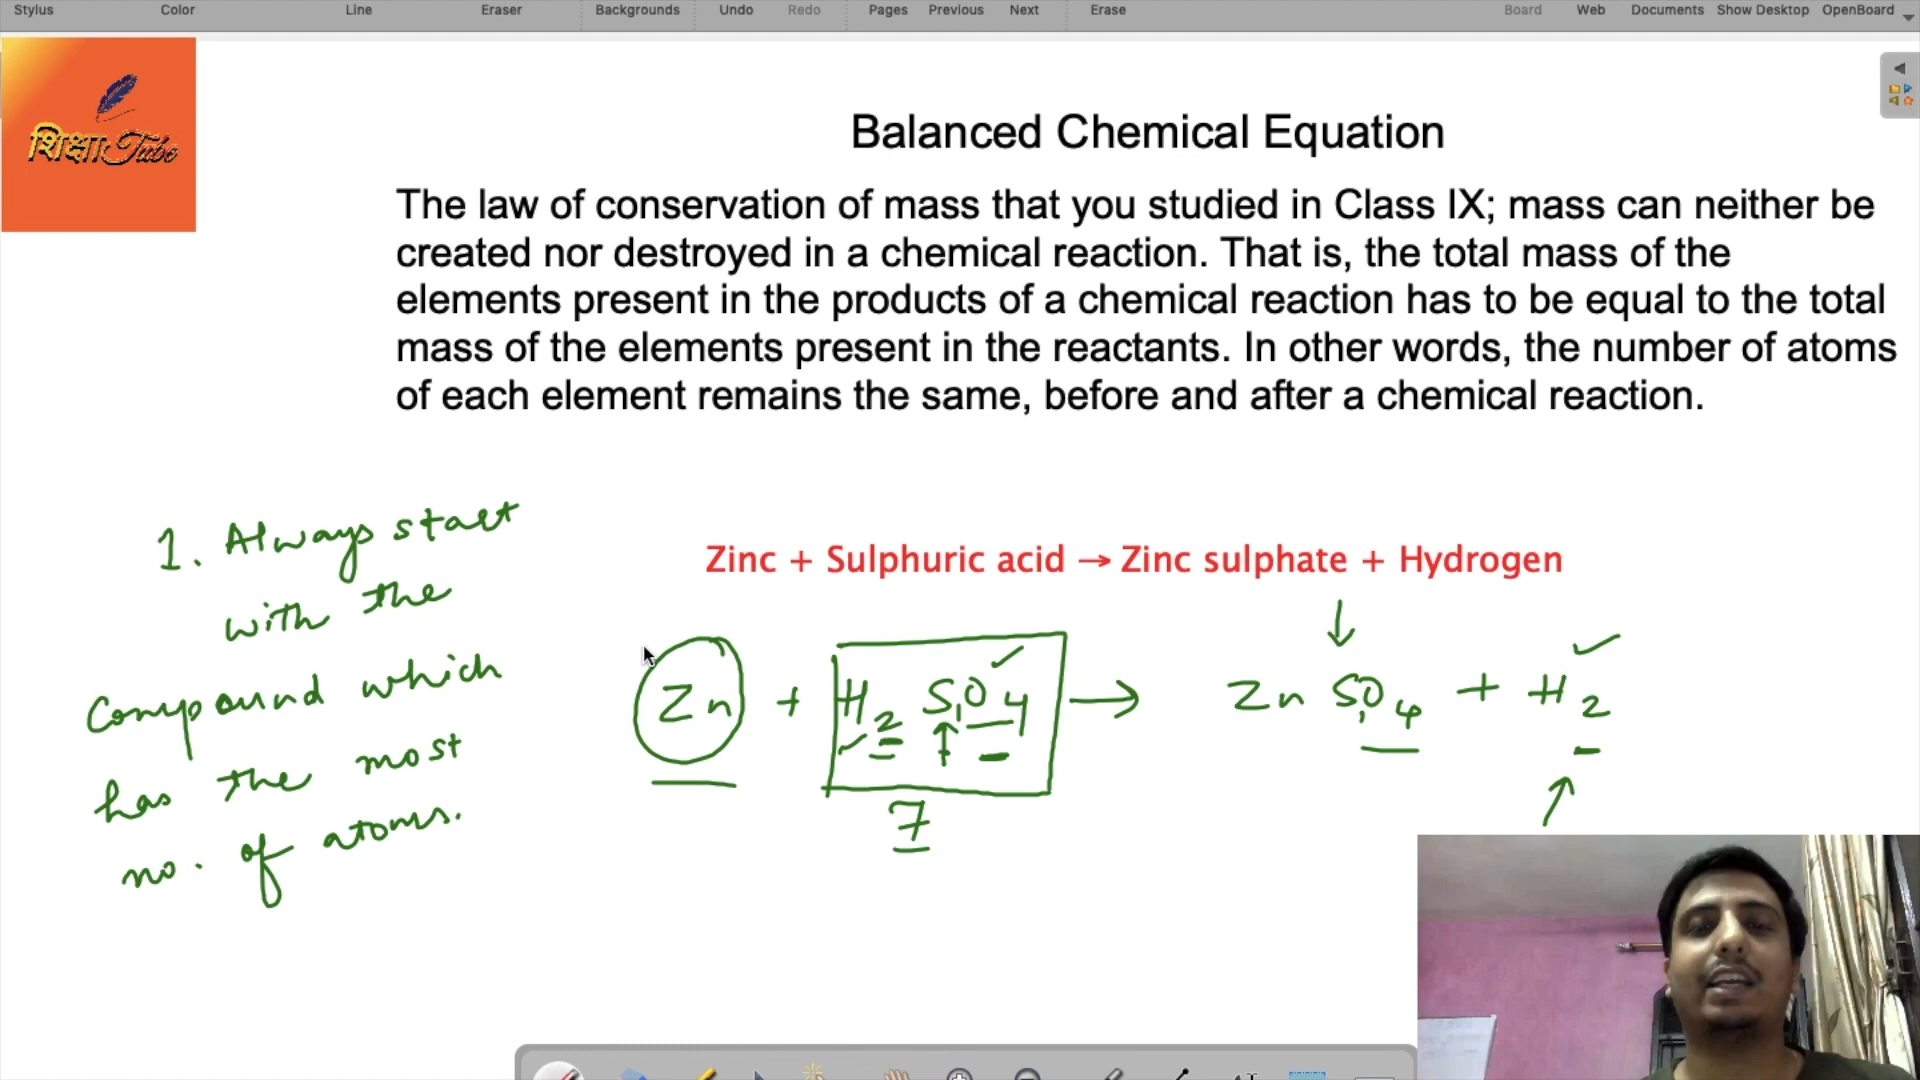 Stylus Color Line Eraser Backgrounds Undo Redo Pages Previous Next Erase Board Web Documents Show Desktop OpenBoard
शिक्षा Tube
Balanced Chemical Equation
The law of conservation of mass that you studied in Class IX; mass can neither be
created nor destroyed in a chemical reaction. That is, the total mass of the
elements present in the products of a chemical reaction has to be equal to the total
mass of the elements present in the reactants. In other words, the number of atoms
of each element remains the same, before and after a chemical reaction.
1. Always start
with the
Compound which
has the most
no. of atoms.
Zinc + Sulphuric acid → Zinc sulphate + Hydrogen
Zn + H₂ S₁O₄ → Zn S₁O₄ + H₂
7